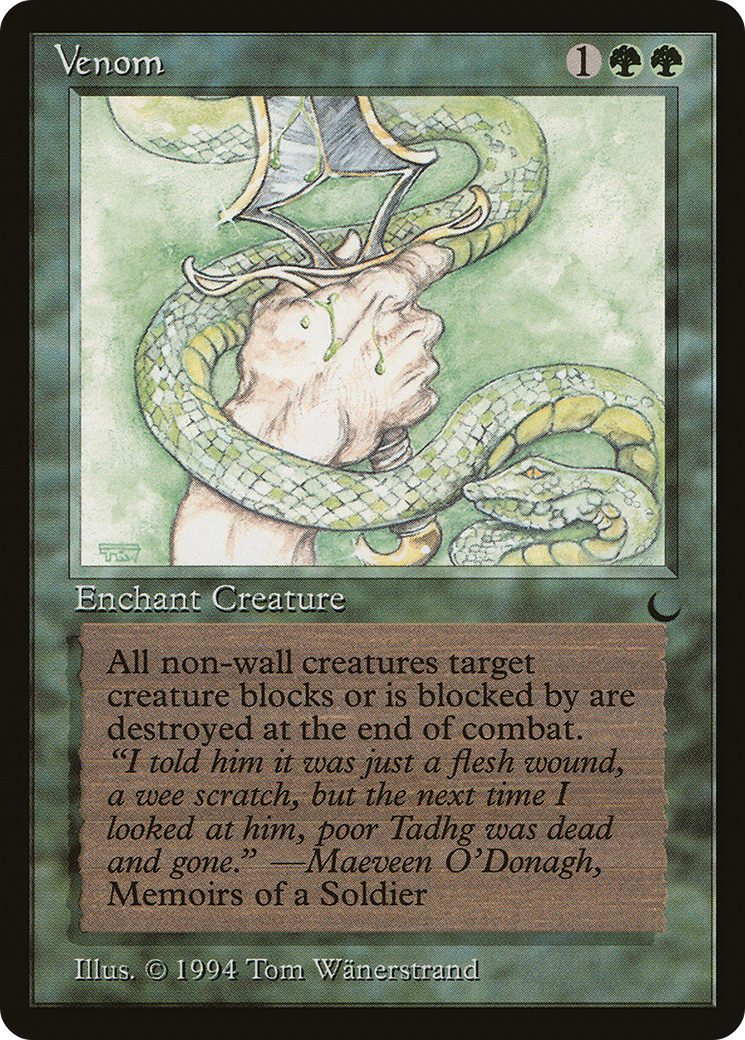 Venom 1
Enchant Creature
All non-wall creatures target
creature blocks or is blocked by are
destroyed at the end of combat.
“I told him it was just a flesh wound,
a wee scratch, but the next time I
looked at him, poor Tadhg was dead
and gone.” —Maeveen O’Donagh,
Memoirs of a Soldier
Illus. © 1994 Tom Wänerstrand